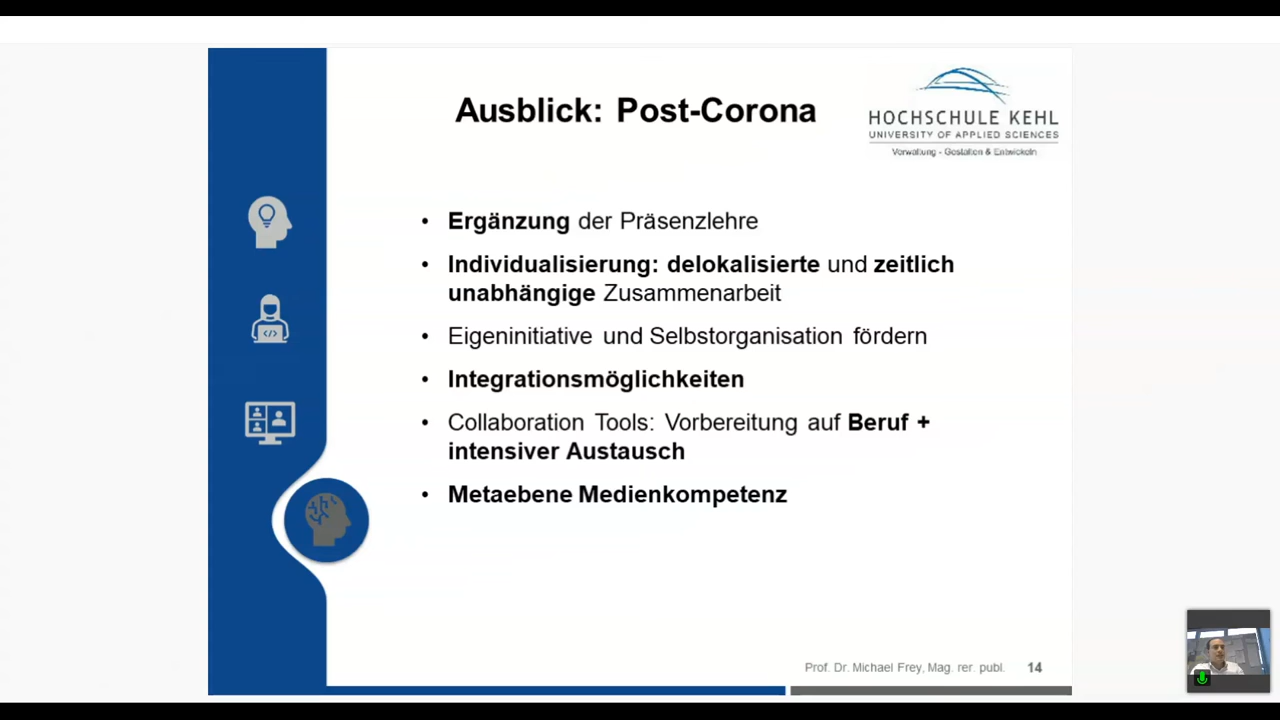 Ausblick: Post-Corona
HOCHSCHULE KEHL
UNIVERSITY OF APPLIED SCIENCES
Verwaltung - Gestalten & Entwickeln
• Ergänzung der Präsenzlehre
• Individualisierung: delokalisierte und zeitlich
unabhängige Zusammenarbeit
• Eigeninitiative und Selbstorganisation fördern
• Integrationsmöglichkeiten
• Collaboration Tools: Vorbereitung auf Beruf +
intensiver Austausch
• Metaebene Medienkompetenz
Prof. Dr. Michael Frey, Mag. rer. publ. 14